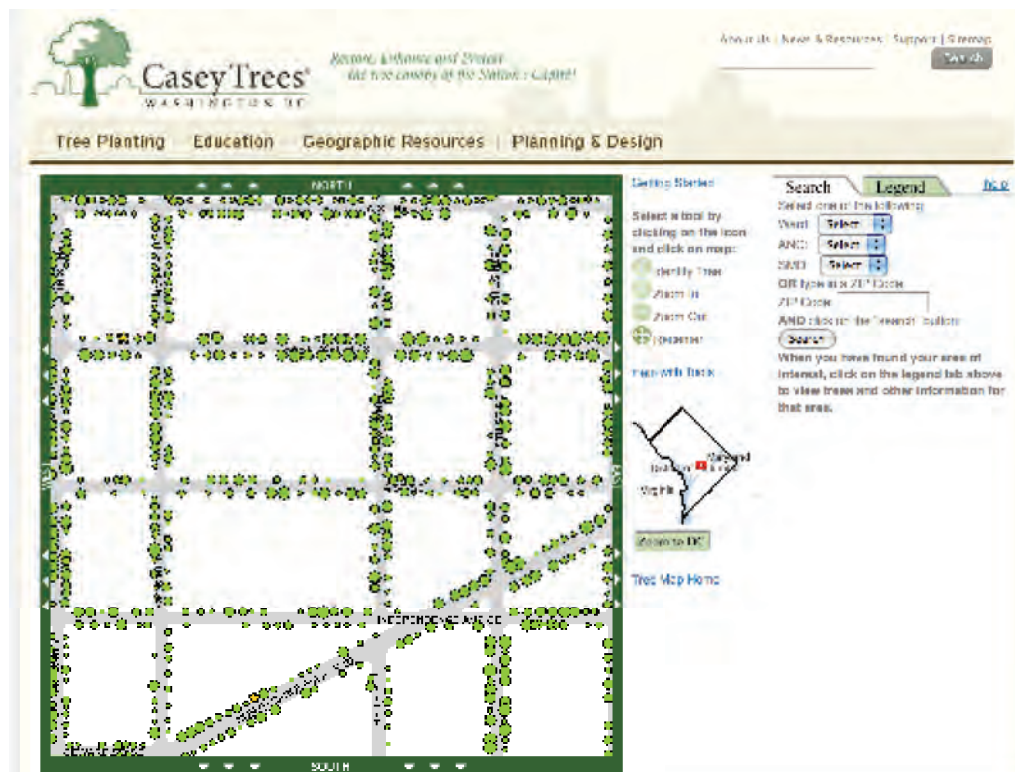 About Us | News & Resources | Support | Sitemap
Search
Casey Trees
WASHINGTON DC
Restore, Enhance and Protect
the tree canopy of the Nation's Capital
Tree Planting Education Geographic Resources | Planning & Design
NORTH
WEST
EAST
INDEPENDENCE AVE SE
SOUTH
Getting Started
Select a tool by
clicking on the icon
and click on map:
Identify Tree
Zoom In
Zoom Out
Recenter
Virginia
Maryland
Zoom to DC
Tree Map Home
Search
Legend
help
Select one of the following
Ward: Select
ANC: Select
SMD: Select
OR type in a ZIP Code
ZIP Code
AND click on the "search" button
Search
When you have found your area of
interest, click on the legend tab above
to view trees and other information for
that area.